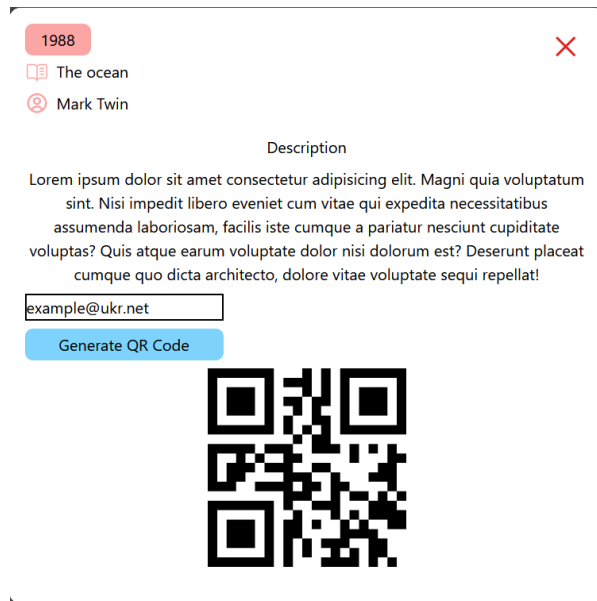 1988
The ocean
Mark Twin
Description
Lorem ipsum dolor sit amet consectetur adipisicing elit. Magni quia voluptatum
sint. Nisi impedit libero eveniet cum vitae qui expedita necessitatibus
assumenda laboriosam, facilis iste cumque a pariatur nesciunt cupiditate
voluptas? Quis atque earum voluptate dolor nisi dolorum est? Deserunt placeat
cumque quo dicta architecto, dolore vitae voluptate sequi repellat!
example@ukr.net
Generate QR Code